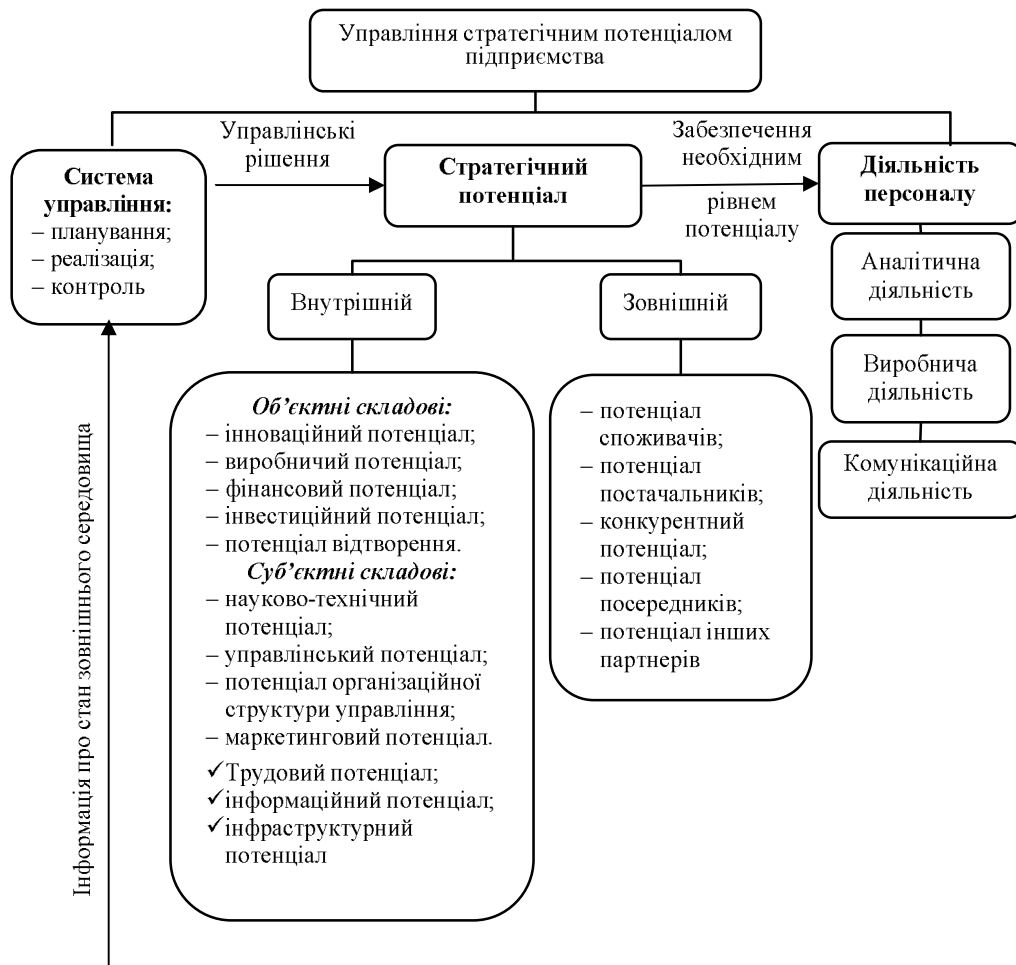 Управління стратегічним потенціалом
підприємства
Управлінські
рішення
Забезпечення
необхідним
рівнем
потенціалу
Система
управління:
– планування;
– реалізація;
– контроль
Стратегічний
потенціал
Діяльність
персоналу
Аналітична
діяльність
Виробнича
діяльність
Комунікаційна
діяльність
Внутрішній
Зовнішній
Об’єктні складові:
– інноваційний потенціал;
– виробничий потенціал;
– фінансовий потенціал;
– інвестиційний потенціал;
– потенціал відтворення.
Суб’єктні складові:
– науково-технічний
потенціал;
– управлінський потенціал;
– потенціал організаційної
структури управління;
– маркетинговий потенціал.
✓Трудовий потенціал;
✓інформаційний потенціал;
✓інфраструктурний
потенціал
– потенціал
споживачів;
– потенціал
постачальників;
– конкурентний
потенціал;
– потенціал
посередників;
– потенціал інших
партнерів
Інформація про стан зовнішнього середовища